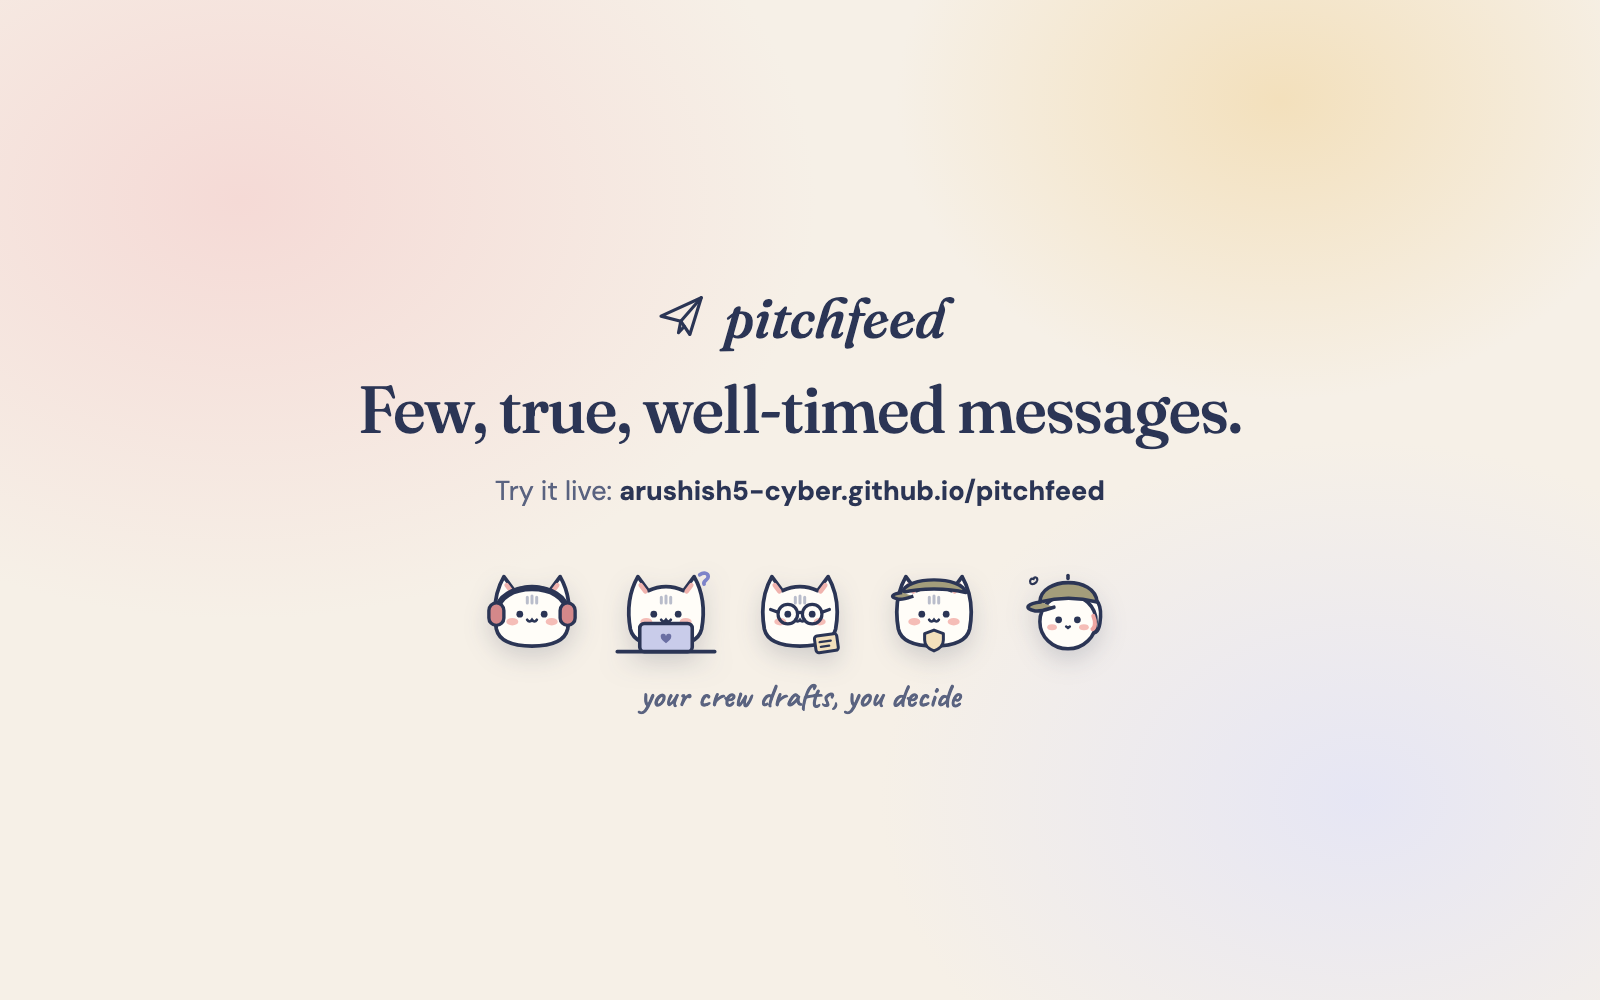 pitchfeed
Few, true, well-timed messages.
Try it live: arushish5-cyber.github.io/pitchfeed
?
your crew drafts, you decide